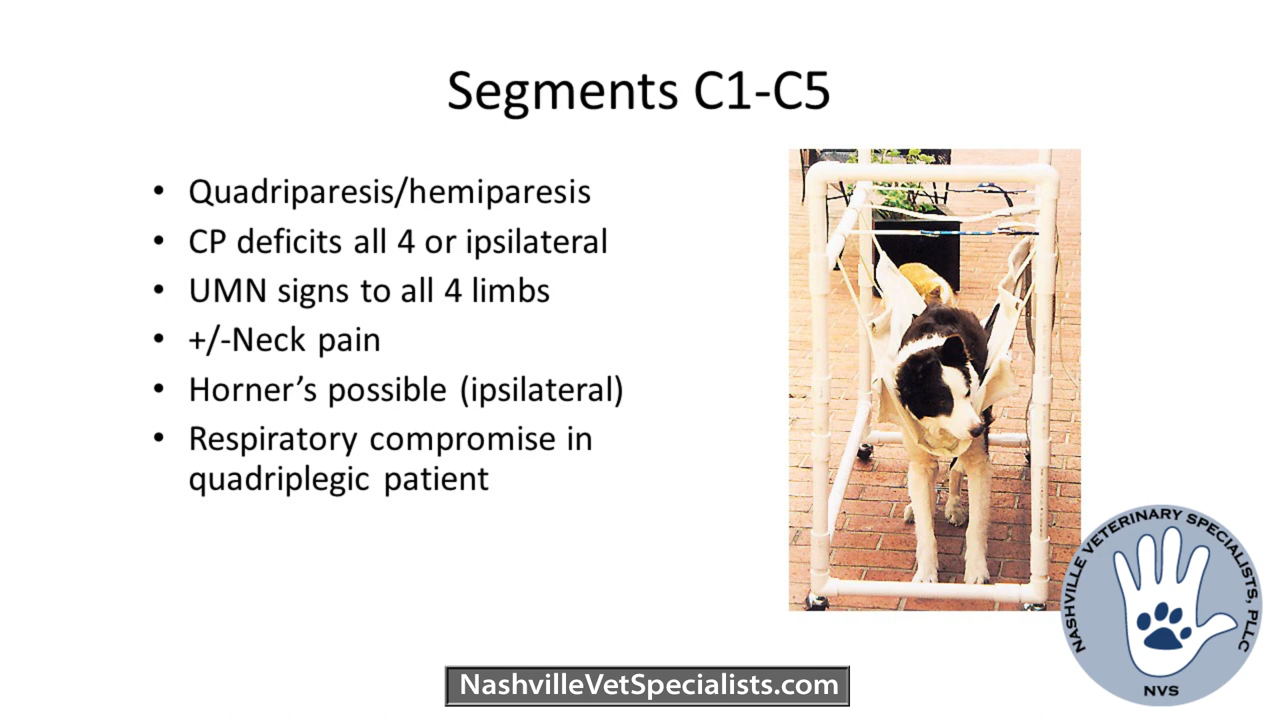 Segments C1-C5
• Quadriparesis/hemiparesis
• CP deficits all 4 or ipsilateral
• UMN signs to all 4 limbs
• +/-Neck pain
• Horner’s possible (ipsilateral)
• Respiratory compromise in
quadriplegic patient
NASHVILLE VETERINARY SPECIALISTS, PLLC
NVS
NashvilleVetSpecialists.com